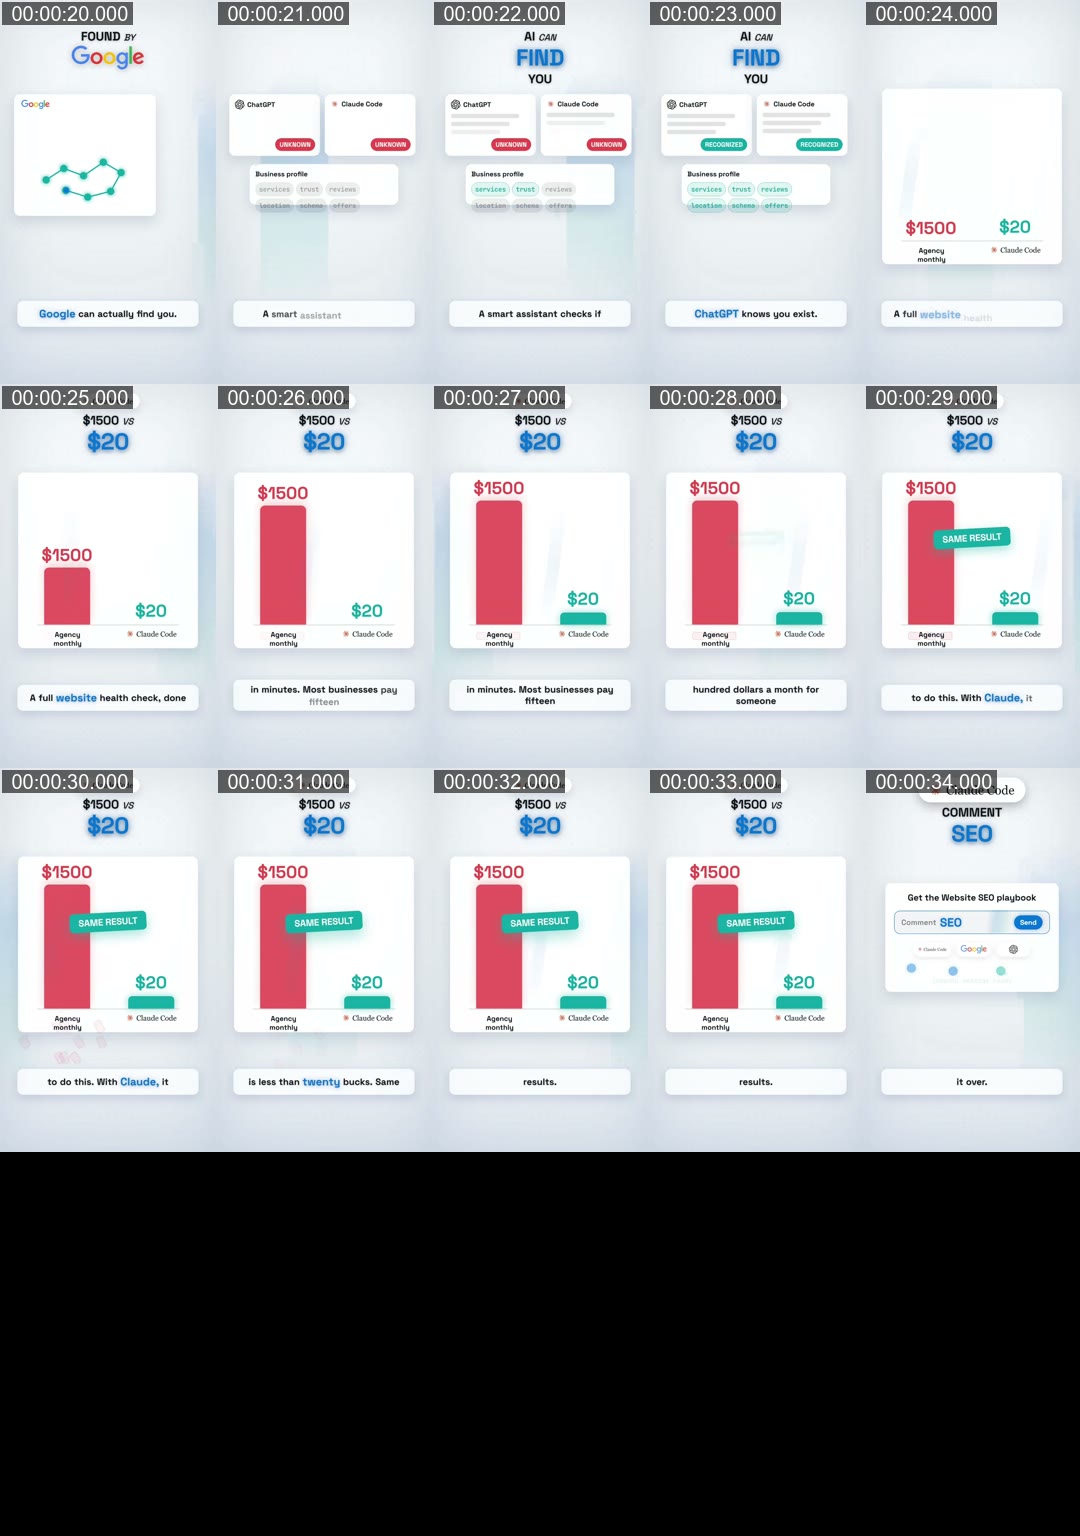 00:00:20.000
FOUND BY
Google
Google
Google can actually find you.
00:00:21.000
ChatGPT
UNKNOWN
Claude Code
UNKNOWN
Business profile
services trust reviews
location schema offers
A smart assistant
00:00:22.000
AI CAN
FIND
YOU
ChatGPT
UNKNOWN
Claude Code
UNKNOWN
Business profile
services trust reviews
location schema offers
A smart assistant checks if
00:00:23.000
AI CAN
FIND
YOU
ChatGPT
RECOGNIZED
Claude Code
RECOGNIZED
Business profile
services trust reviews
location schema offers
ChatGPT knows you exist.
00:00:24.000
$1500 $20
Agency
monthly
Claude Code
A full website health
00:00:25.000
$1500 VS
$20
$1500
$20
Agency
monthly
Claude Code
A full website health check, done
00:00:26.000
$1500 VS
$20
$1500
$20
Agency
monthly
Claude Code
in minutes. Most businesses pay
fifteen
00:00:27.000
$1500 VS
$20
$1500
$20
Agency
monthly
Claude Code
in minutes. Most businesses pay
fifteen
00:00:28.000
$1500 VS
$20
$1500
$20
Agency
monthly
Claude Code
hundred dollars a month for
someone
00:00:29.000
$1500 VS
$20
$1500
SAME RESULT
$20
Agency
monthly
Claude Code
to do this. With Claude, it
00:00:30.000
$1500 VS
$20
$1500
SAME RESULT
$20
Agency
monthly
Claude Code
to do this. With Claude, it
00:00:31.000
$1500 VS
$20
$1500
SAME RESULT
$20
Agency
monthly
Claude Code
is less than twenty bucks. Same
00:00:32.000
$1500 VS
$20
$1500
SAME RESULT
$20
Agency
monthly
Claude Code
results.
00:00:33.000
$1500 VS
$20
$1500
SAME RESULT
$20
Agency
monthly
Claude Code
results.
00:00:34.000
Claude Code
COMMENT
SEO
Get the Website SEO playbook
Comment SEO Send
Claude Code Google
it over.